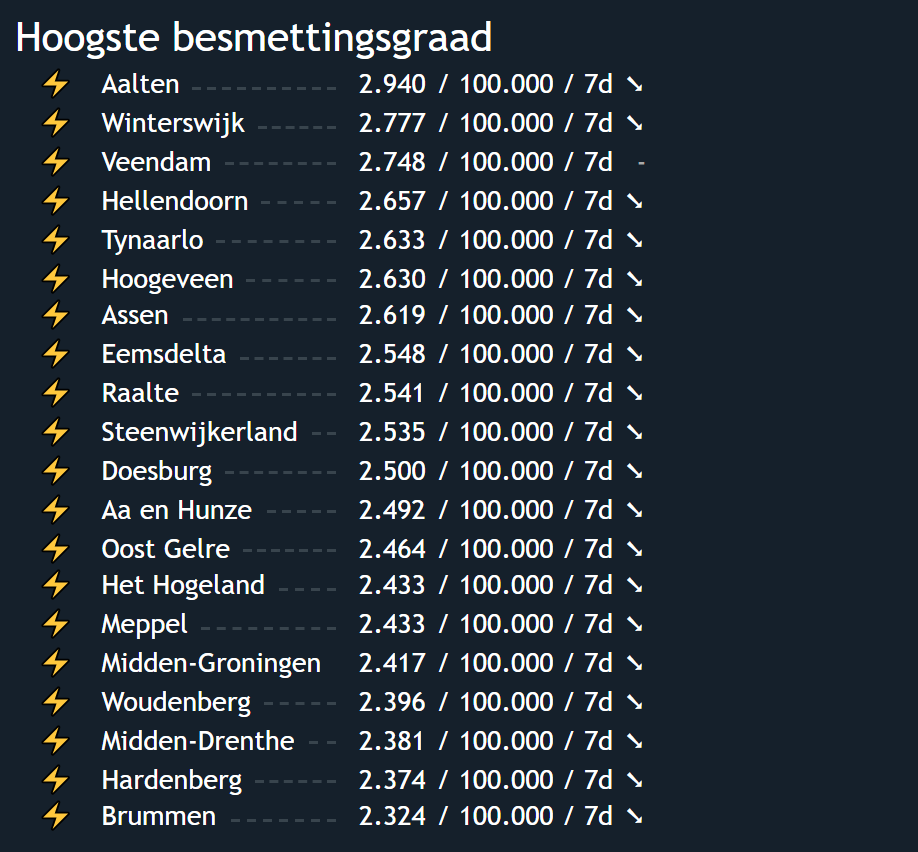 Hoogste besmettingsgraad
⚡ Aalten --------- 2.940 / 100.000 / 7d ➘
⚡ Winterswijk ----- 2.777 / 100.000 / 7d ➘
⚡ Veendam ------- 2.748 / 100.000 / 7d -
⚡ Hellendoorn ----- 2.657 / 100.000 / 7d ➘
⚡ Tynaarlo -------- 2.633 / 100.000 / 7d ➘
⚡ Hoogeveen ------ 2.630 / 100.000 / 7d ➘
⚡ Assen ---------- 2.619 / 100.000 / 7d ➘
⚡ Eemsdelta ------ 2.548 / 100.000 / 7d ➘
⚡ Raalte --------- 2.541 / 100.000 / 7d ➘
⚡ Steenwijkerland -- 2.535 / 100.000 / 7d ➘
⚡ Doesburg ------- 2.500 / 100.000 / 7d ➘
⚡ Aa en Hunze ----- 2.492 / 100.000 / 7d ➘
⚡ Oost Gelre ------ 2.464 / 100.000 / 7d ➘
⚡ Het Hogeland ---- 2.433 / 100.000 / 7d ➘
⚡ Meppel --------- 2.433 / 100.000 / 7d ➘
⚡ Midden-Groningen 2.417 / 100.000 / 7d ➘
⚡ Woudenberg ----- 2.396 / 100.000 / 7d ➘
⚡ Midden-Drenthe -- 2.381 / 100.000 / 7d ➘
⚡ Hardenberg ----- 2.374 / 100.000 / 7d ➘
⚡ Brummen ------- 2.324 / 100.000 / 7d ➘